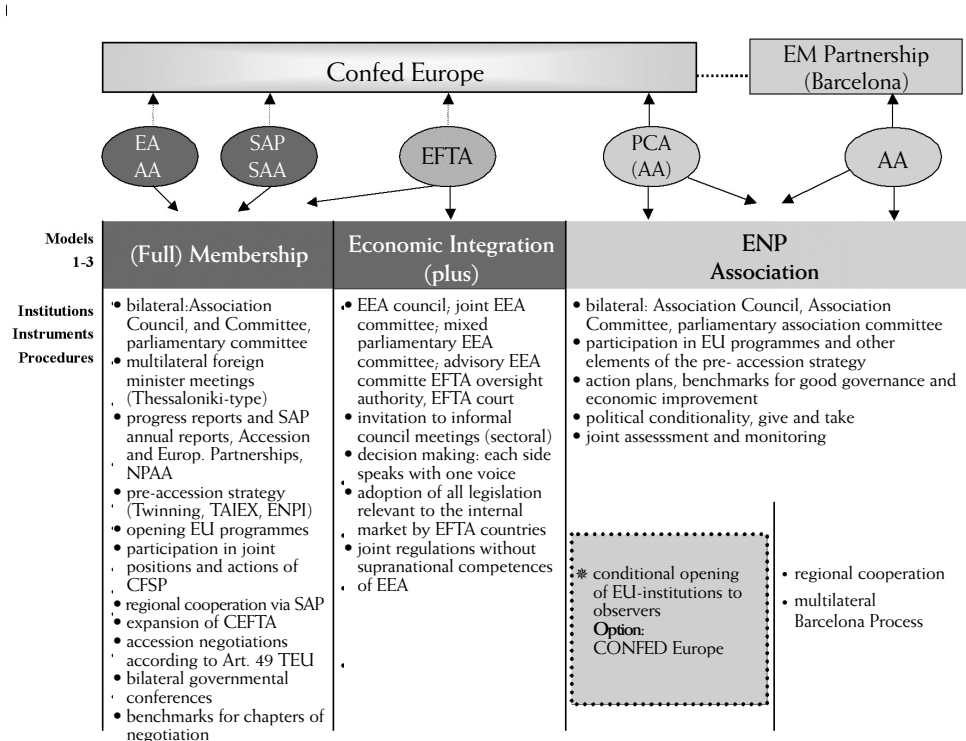 Confed Europe
EM Partnership
(Barcelona)
EA
AA
SAP
SAA
EFTA
PCA
(AA)
AA
Models
1-3
(Full) Membership
Economic Integration
(plus)
ENP
Association
Institutions
Instruments
Procedures
• bilateral:Association
Council, and Committee,
parliamentary committee
• multilateral foreign
minister meetings
(Thessaloniki-type)
• progress reports and SAP
annual reports, Accession
and Europ. Partnerships,
NPAA
• pre-accession strategy
(Twinning, TAIEX, ENPI)
• opening EU programmes
• participation in joint
positions and actions of
CFSP
• regional cooperation via SAP
• expansion of CEFTA
• accession negotiations
according to Art. 49 TEU
• bilateral governmental
conferences
• benchmarks for chapters of
negotiation
• EEA council; joint EEA
committee; mixed
parliamentary EEA
committee; advisory EEA
committe EFTA oversight
authority, EFTA court
• invitation to informal
council meetings (sectoral)
• decision making: each side
speaks with one voice
• adoption of all legislation
relevant to the internal
market by EFTA countries
• joint regulations without
supranational competences
of EEA
• bilateral: Association Council, Association
Committee, parliamentary association committee
• participation in EU programmes and other
elements of the pre- accession strategy
• action plans, benchmarks for good governance and
economic improvement
• political conditionality, give and take
• joint assesssment and monitoring
✵ conditional opening
of EU-institutions to
observers
Option:
CONFED Europe
• regional cooperation
• multilateral
Barcelona Process